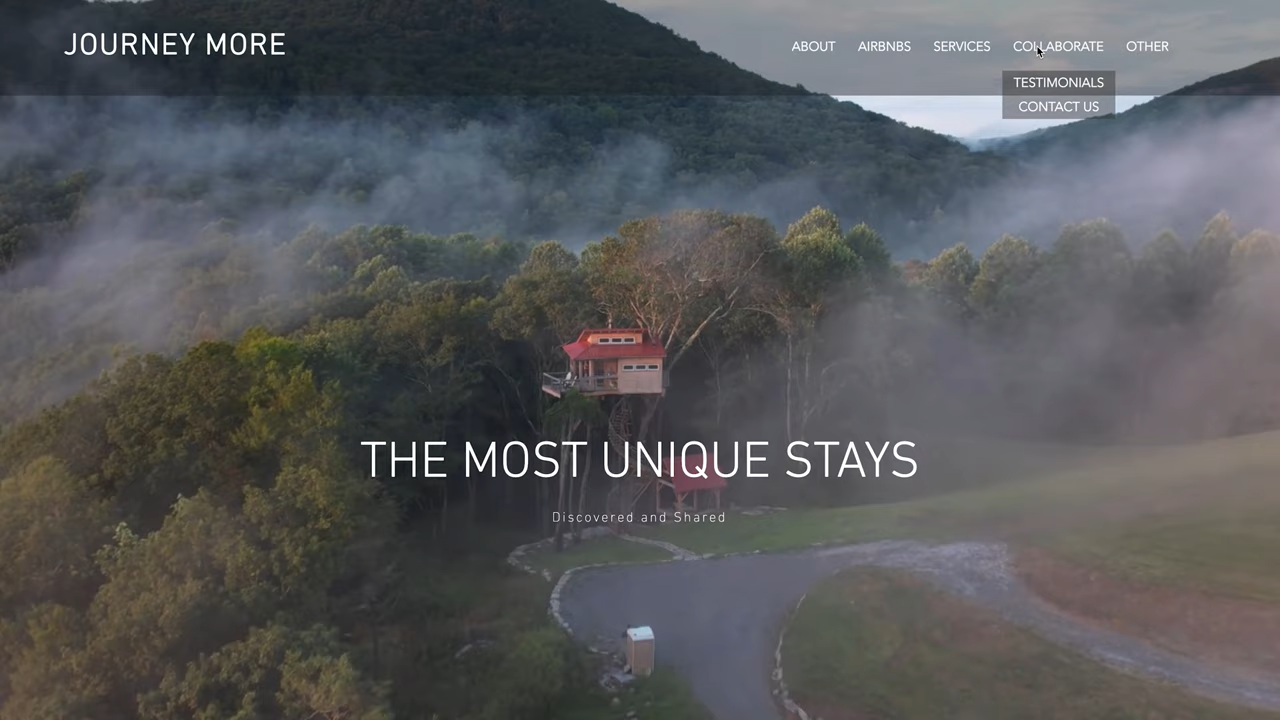 JOURNEY MORE
ABOUT AIRBNBS SERVICES COLLABORATE OTHER
TESTIMONIALS
CONTACT US
THE MOST UNIQUE STAYS
Discovered and Shared